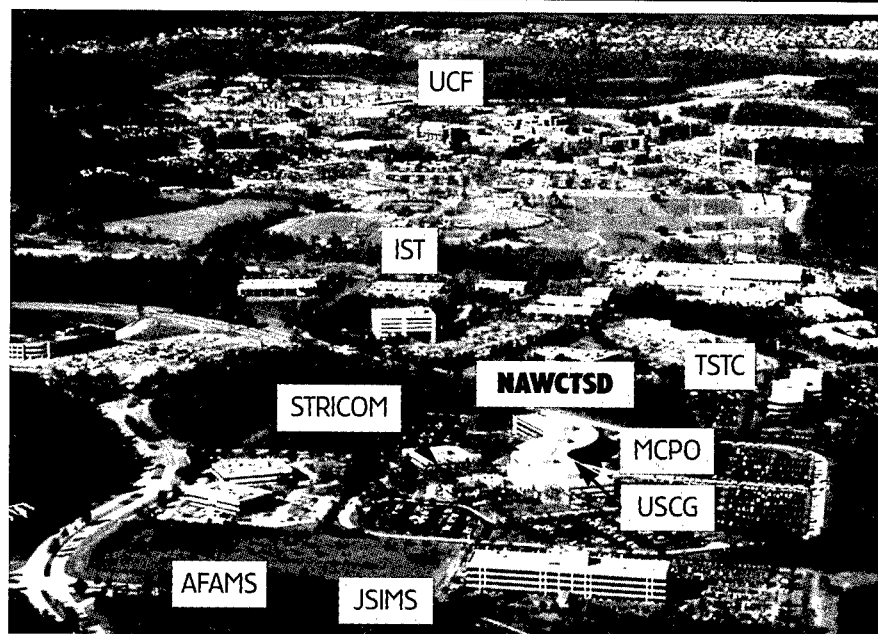 UCF
IST
TSTC
NAWCTSD
STRICOM
MCPO
USCG
AFAMS
JSIMS